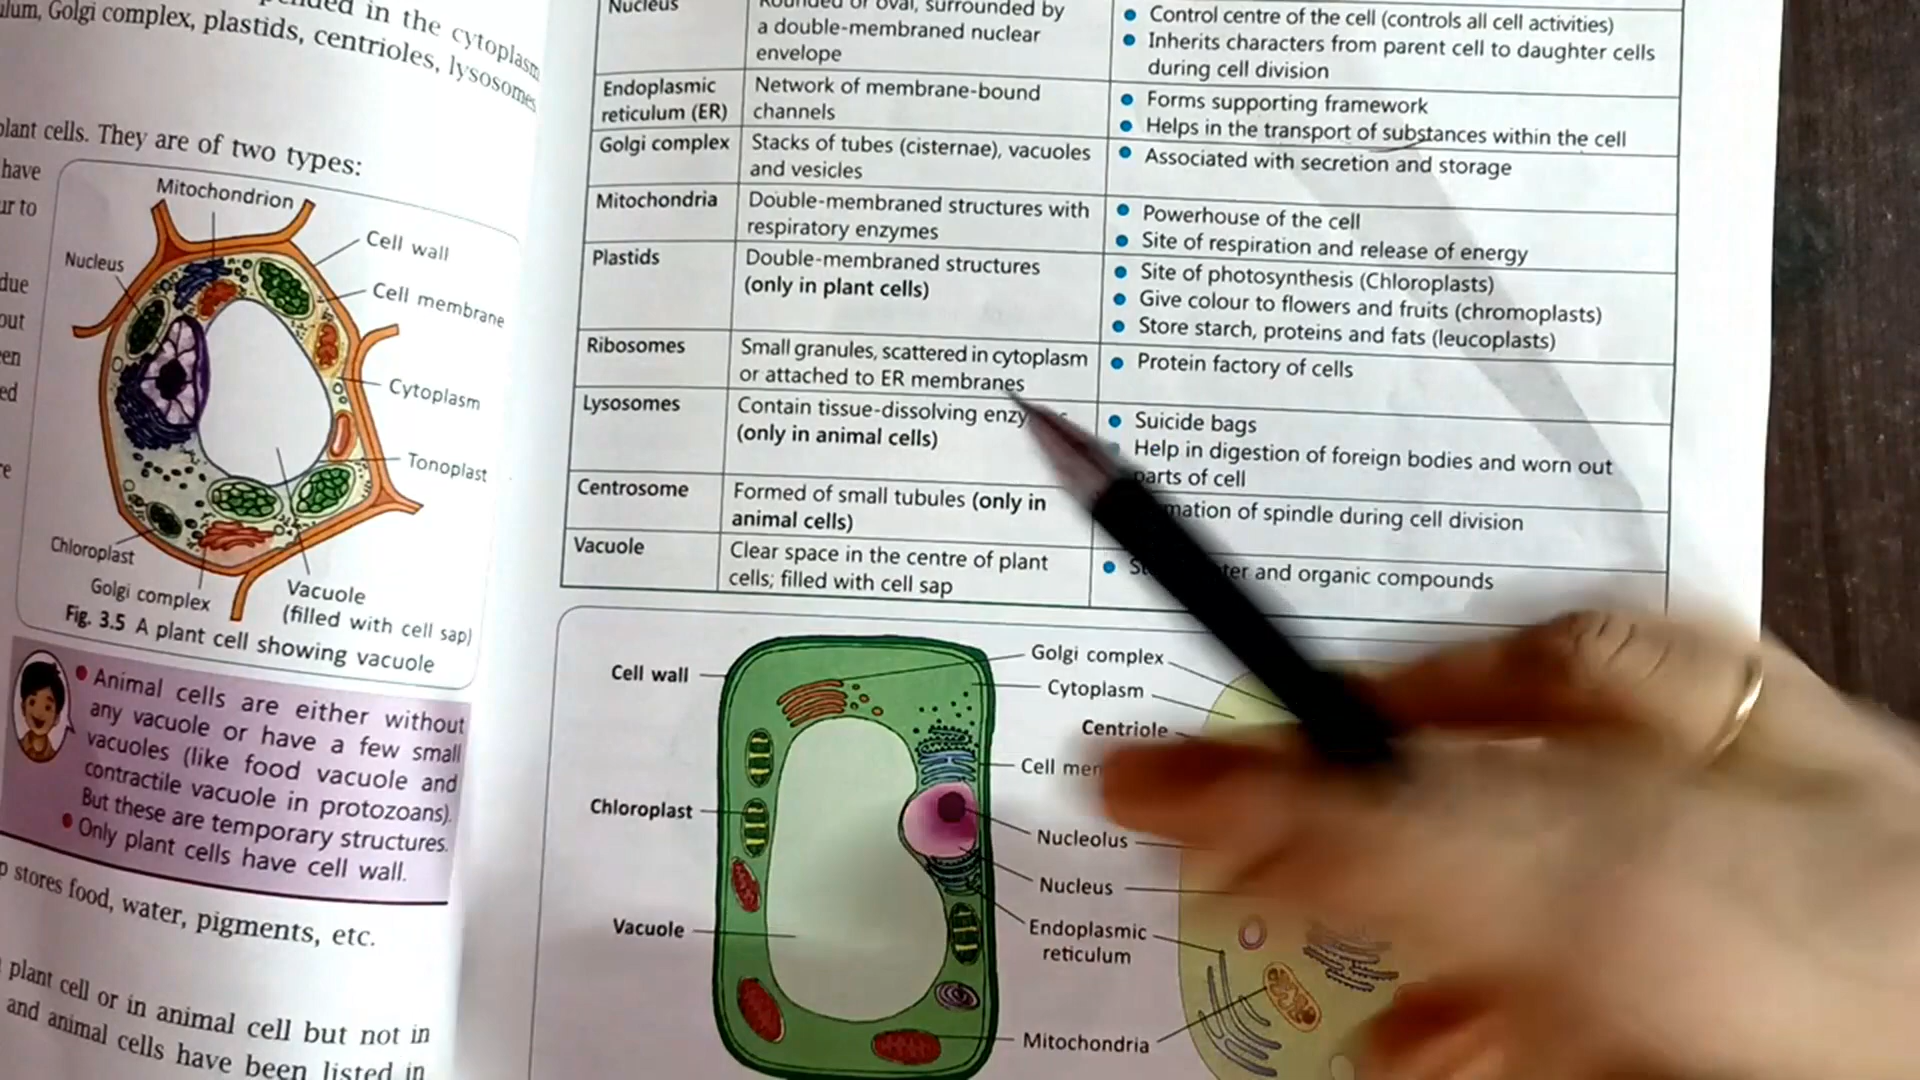 in the cytoplasm
Golgi complex, plastids, centrioles, lysosomes
plant cells. They are of two types:
have
to
due
Mitochondrion
Nucleus
Cell wall
Cell membrane
Cytoplasm
Tonoplast
Chloroplast
Golgi complex
Vacuole
(filled with cell sap)
Fig. 3.5 A plant cell showing vacuole
● Animal cells are either without
any vacuole or have a few small
vacuoles (like food vacuole and
contractile vacuole in protozoans).
But these are temporary structures.
● Only plant cells have cell wall.
stores food, water, pigments, etc.
plant cell or in animal cell but not in
and animal cells have been listed in
Nucleus
Rounded or oval, surrounded by
a double-membraned nuclear
envelope
● Control centre of the cell (controls all cell activities)
● Inherits characters from parent cell to daughter cells
during cell division
Endoplasmic
reticulum (ER)
Network of membrane-bound
channels
● Forms supporting framework
● Helps in the transport of substances within the cell
Golgi complex
Stacks of tubes (cisternae), vacuoles
and vesicles
● Associated with secretion and storage
Mitochondria
Double-membraned structures with
respiratory enzymes
● Powerhouse of the cell
● Site of respiration and release of energy
Plastids
Double-membraned structures
(only in plant cells)
● Site of photosynthesis (Chloroplasts)
● Give colour to flowers and fruits (chromoplasts)
● Store starch, proteins and fats (leucoplasts)
Ribosomes
Small granules, scattered in cytoplasm
or attached to ER membranes
● Protein factory of cells
Lysosomes
Contain tissue-dissolving
(only in animal cells)
● Suicide bags
Help in digestion of foreign bodies and worn out
parts of cell
Centrosome
Formed of small tubules (only in
animal cells)
of spindle during cell division
Vacuole
Clear space in the centre of plant
cells; filled with cell sap
● and organic compounds
Cell wall
Chloroplast
Vacuole
Golgi complex
Cytoplasm
Centriole
Cell
Nucleolus
Nucleus
Endoplasmic
reticulum
Mitochondria